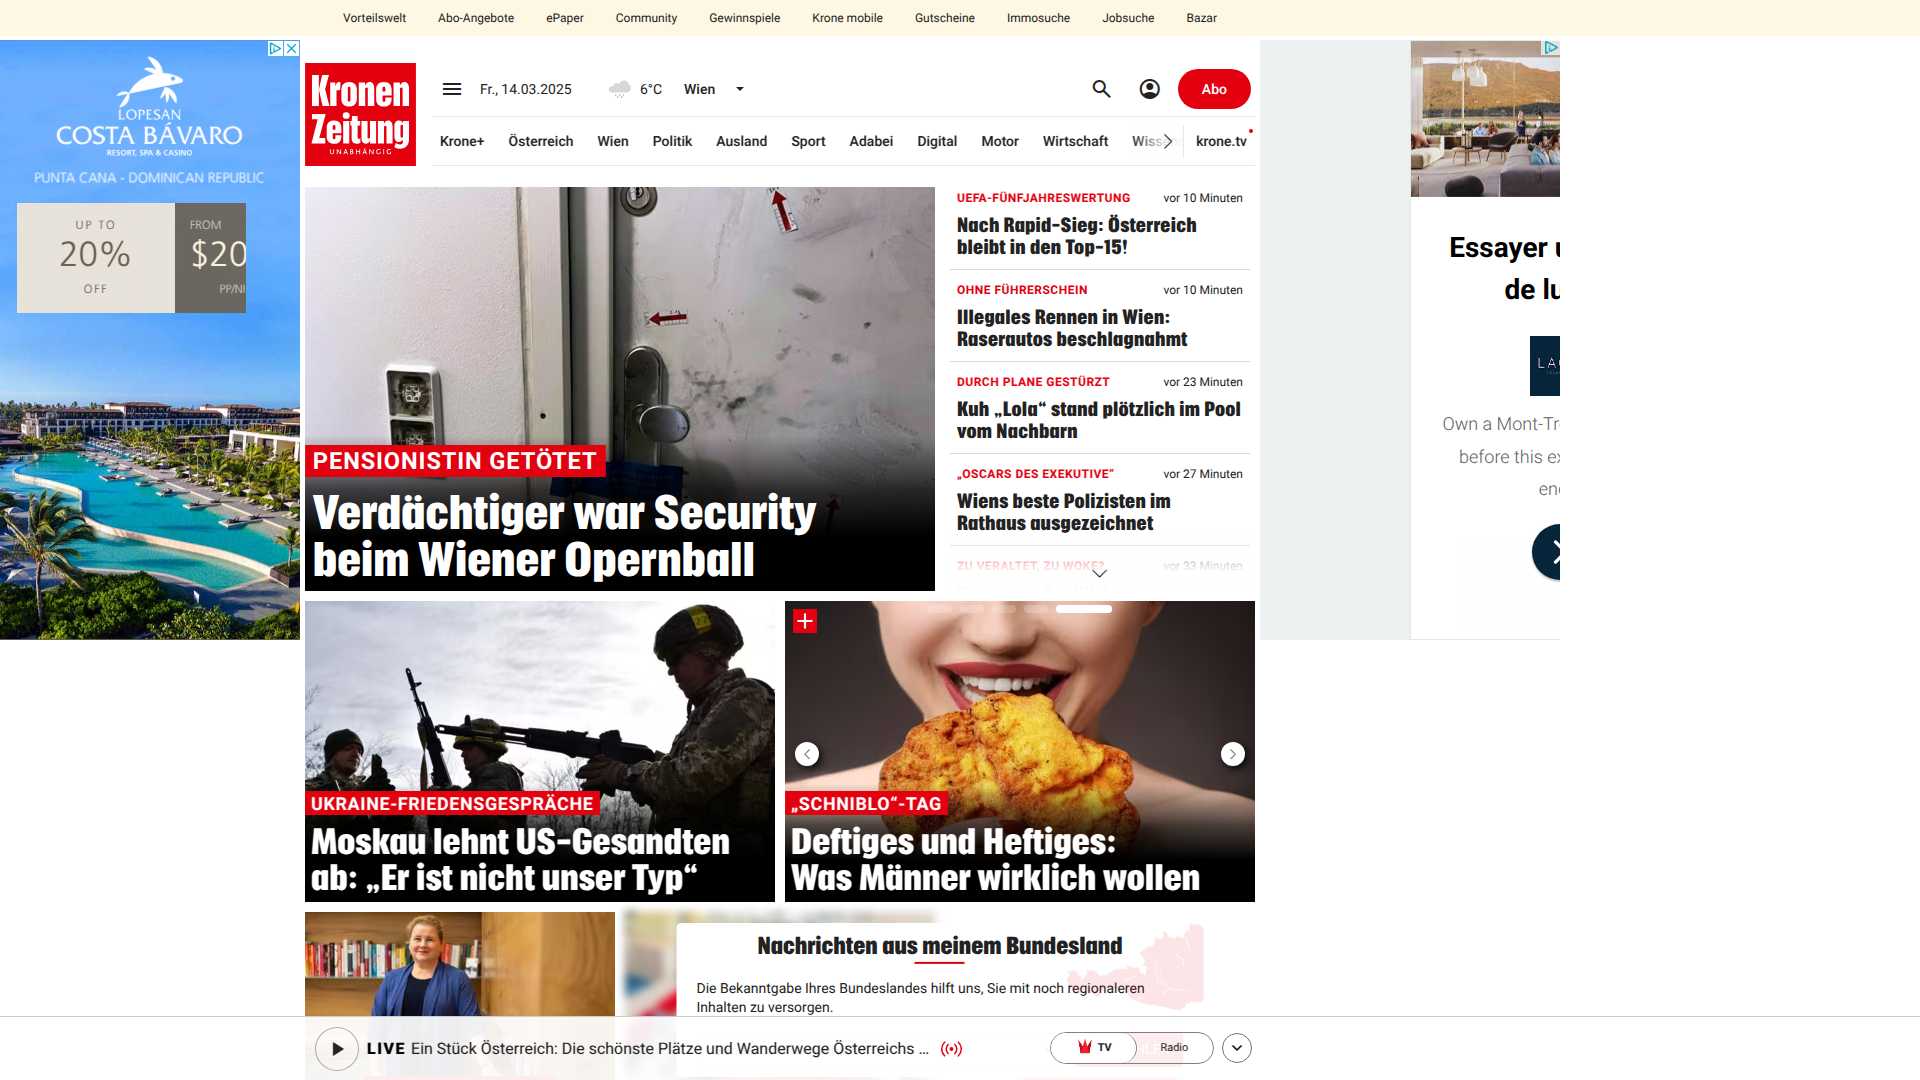 Vorteilswelt Abo-Angebote ePaper Community Gewinnspiele Krone mobile Gutscheine Immosuche Jobsuche Bazar
LOPESAN
COSTA BÁVARO
RESORT, SPA & CASINO
PUNTA CANA - DOMINICAN REPUBLIC
UP TO
20%
OFF
FROM
$20
PP/NI
Kronen
Zeitung
UNABHÄNGIG
Fr., 14.03.2025 6°C Wien Abo
Krone+ Österreich Wien Politik Ausland Sport Adabei Digital Motor Wirtschaft Wiss krone.tv
PENSIONISTIN GETÖTET
Verdächtiger war Security
beim Wiener Opernball
UEFA-FÜNFJAHRESWERTUNG vor 10 Minuten
Nach Rapid-Sieg: Österreich
bleibt in den Top-15!
OHNE FÜHRERSCHEIN vor 10 Minuten
Illegales Rennen in Wien:
Raserautos beschlagnahmt
DURCH PLANE GESTÜRZT vor 23 Minuten
Kuh „Lola“ stand plötzlich im Pool
vom Nachbarn
„OSCARS DES EXEKUTIVE“ vor 27 Minuten
Wiens beste Polizisten im
Rathaus ausgezeichnet
ZU VERALTET, ZU WOKE? vor 33 Minuten
Essayer
de lu
LA
Own a Mont-Tr
before this ex
enc
UKRAINE-FRIEDENSGESPRÄCHE
Moskau lehnt US-Gesandten
ab: „Er ist nicht unser Typ“
„SCHNIBLO“-TAG
Deftiges und Heftiges:
Was Männer wirklich wollen
Nachrichten aus meinem Bundesland
Die Bekanntgabe Ihres Bundeslandes hilft uns, Sie mit noch regionaleren
Inhalten zu versorgen.
LIVE Ein Stück Österreich: Die schönste Plätze und Wanderwege Österreichs ... TV Radio